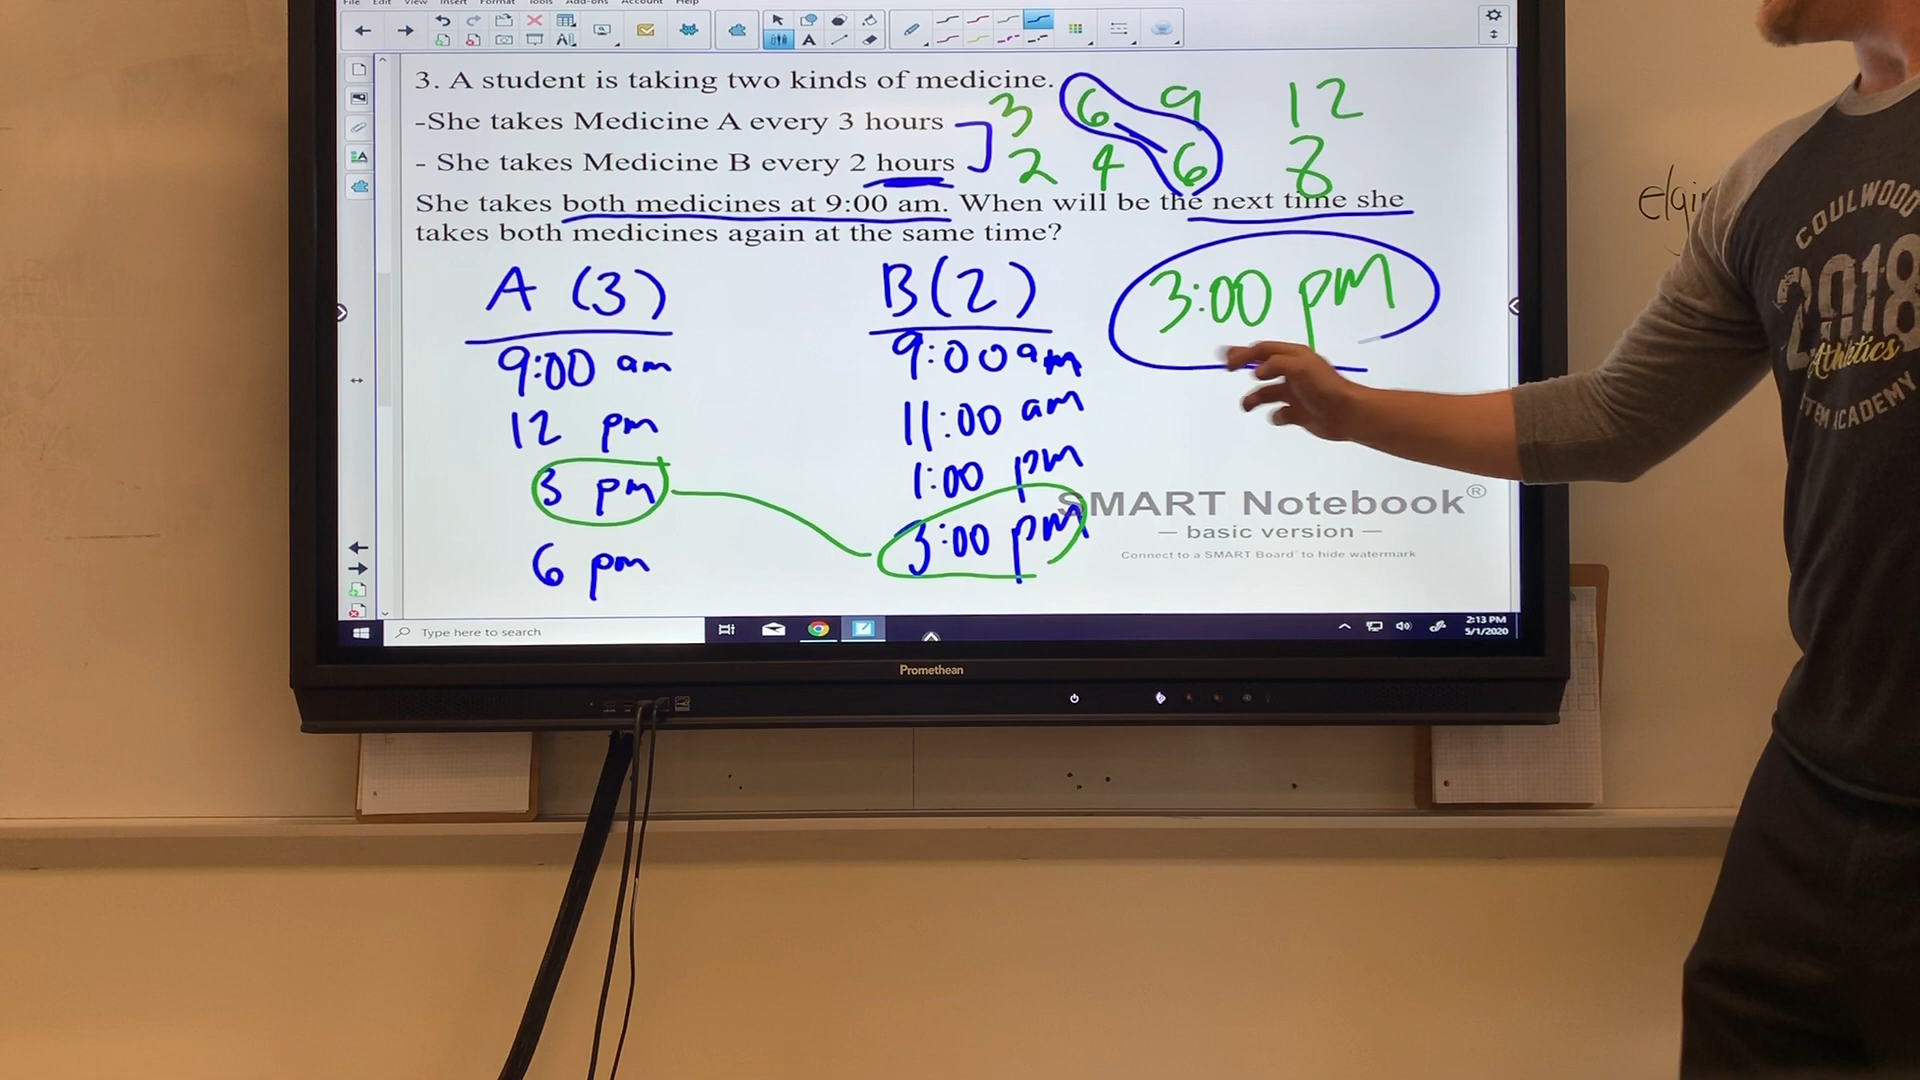 File Edit View Insert Format Tools Add-ons Account Help
3. A student is taking two kinds of medicine.
3 6 9 12
-She takes Medicine A every 3 hours
- She takes Medicine B every 2 hours
2 4 6 8
She takes both medicines at 9:00 am. When will be the next time she
takes both medicines again at the same time?
A (3)
9:00 am
12 pm
3 pm
6 pm
B (2)
9:00 am
11:00 am
1:00 pm
3:00 pm
3:00 pm
SMART Notebook®
— basic version —
Connect to a SMART Board to hide watermark
Type here to search
2:13 PM
5/1/2020
Promethean
COULWOOD
2018
Athletics
STEM ACADEMY